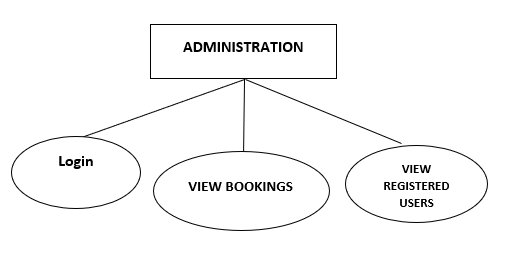 ADMINISTRATION
Login
VIEW BOOKINGS
VIEW
REGISTERED
USERS